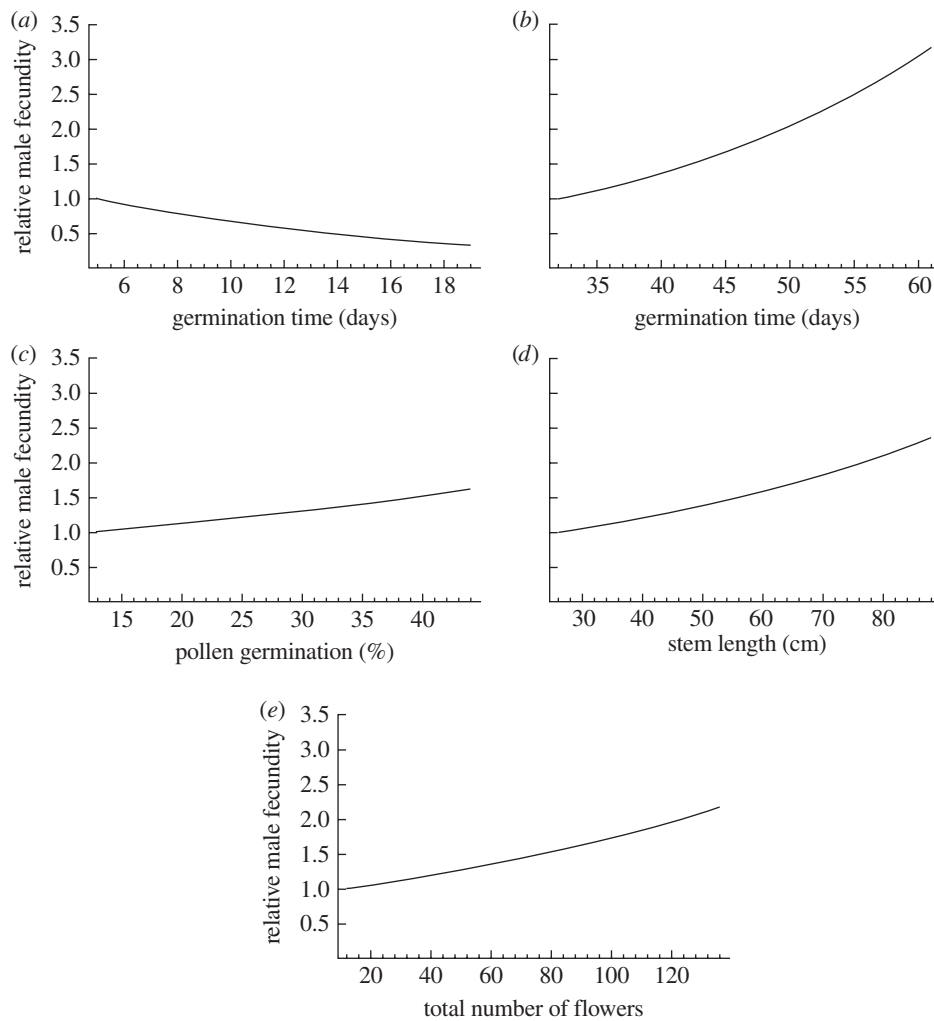 (a)
3.5
3.0
2.5
2.0
1.5
1.0
0.5
relative male fecundity
6 8 10 12 14 16 18
germination time (days)
(b)
35 40 45 50 55 60
germination time (days)
(c)
3.5
3.0
2.5
2.0
1.5
1.0
0.5
relative male fecundity
15 20 25 30 35 40
pollen germination (%)
(d)
30 40 50 60 70 80
stem length (cm)
(e)
3.5
3.0
2.5
2.0
1.5
1.0
0.5
relative male fecundity
20 40 60 80 100 120
total number of flowers